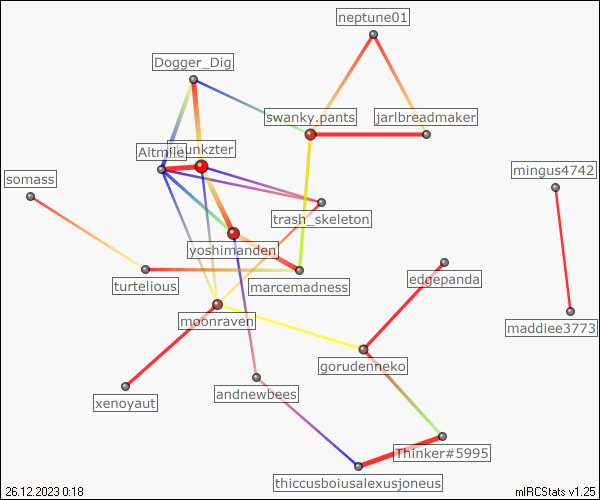 neptune01
Dogger_Dig
swanky.pants
jarlbreadmaker
Altmile
mingus4742
somass
trash_skeleton
yoshimanden
edgepanda
turtelious
marcemadness
moonraven
maddiee3773
gorudenneko
andnewbees
xenoyaut
Thinker#5995
thiccusboiusalexusjoneus
26.12.2023 0:18
mIRCStats v1.25